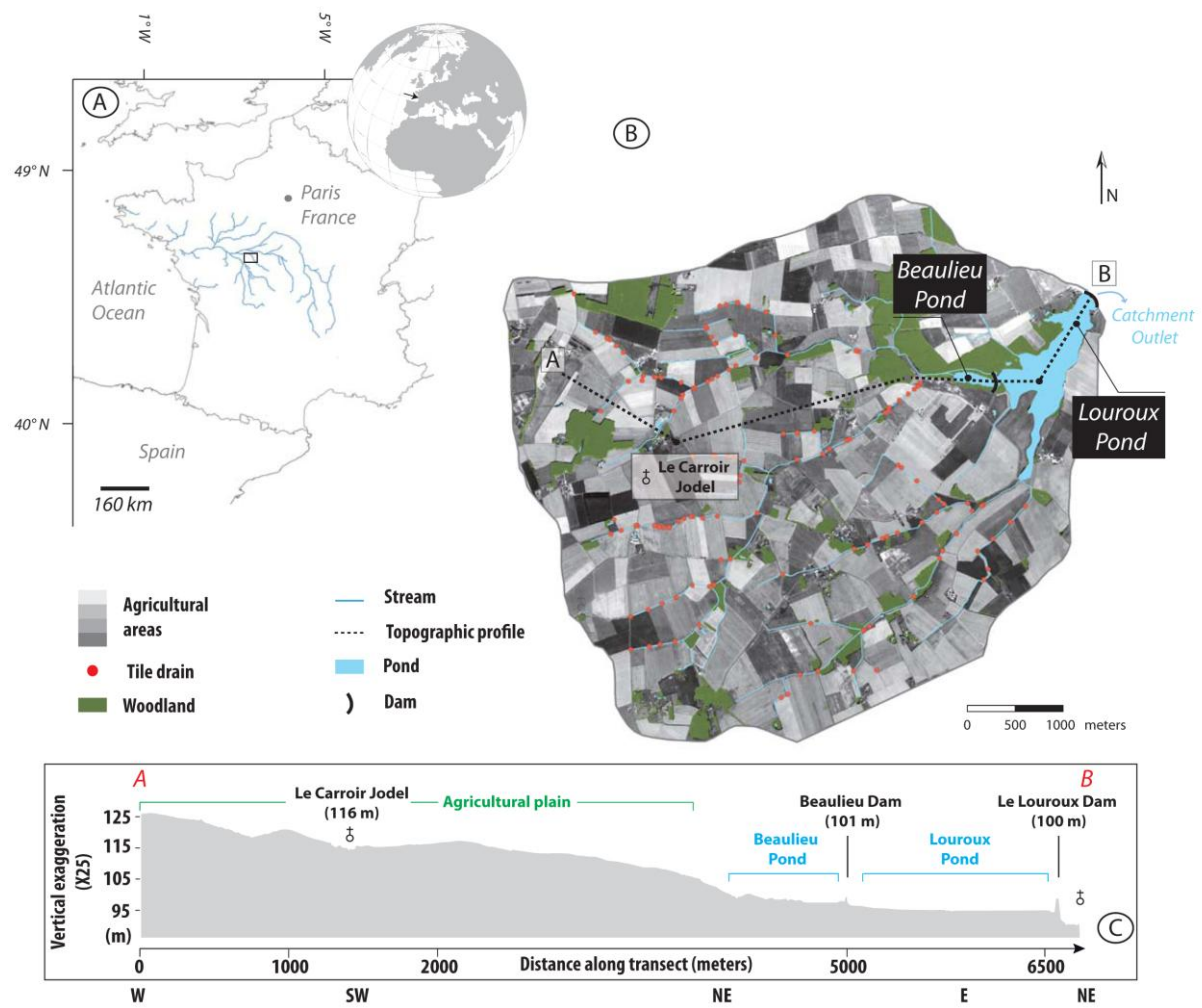 1°W
5°W
A
49°N
Paris
France
Atlantic
Ocean
40°N
Spain
160 km
B
N
Beaulieu
Pond
B
Catchment
Outlet
A
Louroux
Pond
Le Carroir
Jodel
Agricultural
areas
Tile drain
Woodland
Stream
Topographic profile
Pond
Dam
0 500 1000 meters
A
B
Le Carroir Jodel
(116 m)
Agricultural plain
Beaulieu Dam
(101 m)
Le Louroux Dam
(100 m)
Beaulieu
Pond
Louroux
Pond
Vertical exaggeration
(X25)
125
115
105
95
(m)
C
0 1000 2000 Distance along transect (meters) 5000 6500
W SW NE E NE